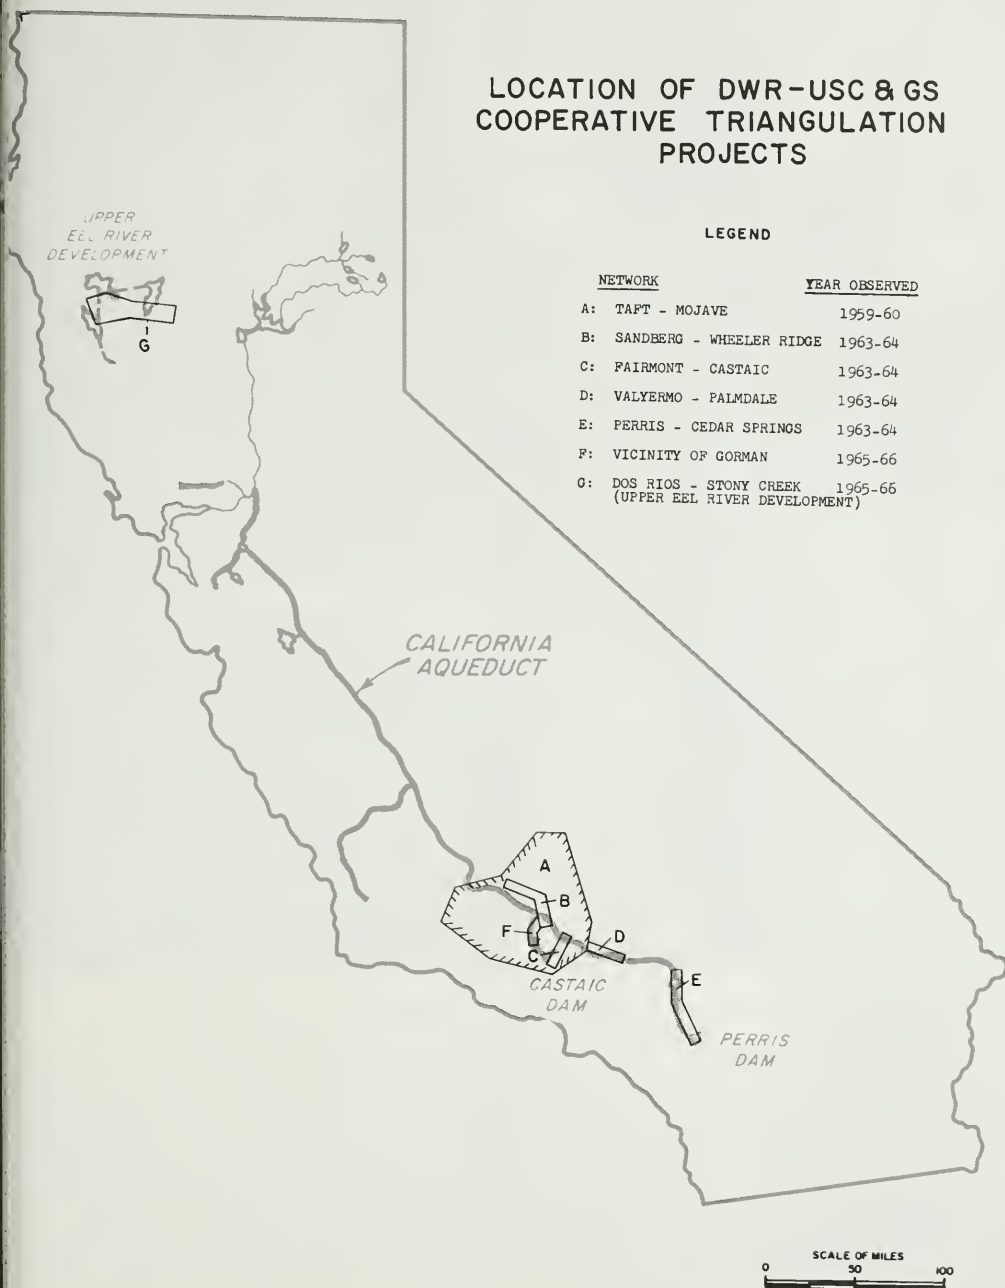 LOCATION OF DWR-USC & GS
COOPERATIVE TRIANGULATION
PROJECTS
LEGEND
NETWORK YEAR OBSERVED
A: TAFT - MOJAVE 1959-60
B: SANDBERG - WHEELER RIDGE 1963-64
C: FAIRMONT - CASTAIC 1963-64
D: VALYERMO - PALMDALE 1963-64
E: PERRIS - CEDAR SPRINGS 1963-64
F: VICINITY OF GORMAN 1965-66
G: DOS RIOS - STONY CREEK 1965-66
(UPPER EEL RIVER DEVELOPMENT)
UPPER
EEL RIVER
DEVELOPMENT
G
CALIFORNIA
AQUEDUCT
A
B
F
C
D
E
CASTAIC
DAM
PERRIS
DAM
SCALE OF MILES
0 50 100